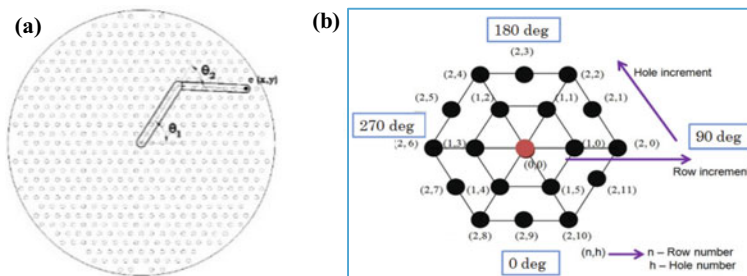 (a)
θ2
e (x,y)
θ1
(b)
180 deg
(2,3)
(2,4)
(2,2)
Hole increment
(1,2)
(1,1)
(2,5)
(2,1)
270 deg
90 deg
(2, 6)
(1,3)
(1,0)
(2, 0)
(0,0)
Row increment
(2,7)
(1,4)
(1,5)
(2,11)
(2,8)
(2,9)
(2,10)
0 deg
(n,h)
n – Row number
h – Hole number